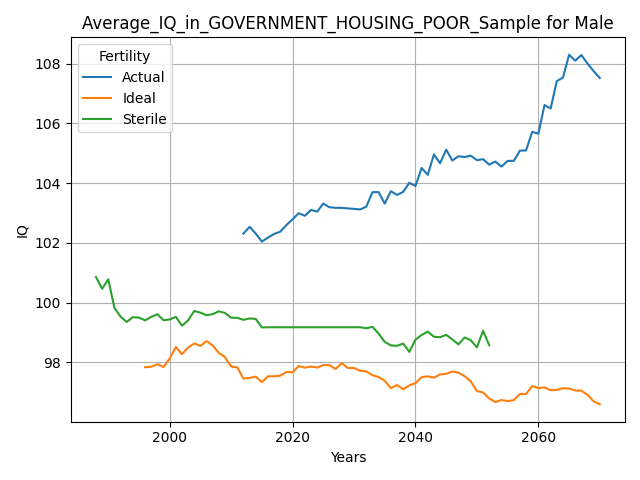 Average_IQ_in_GOVERNMENT_HOUSING_POOR_Sample for Male
Fertility
Actual
Ideal
Sterile
108
106
104
102
100
98
IQ
2000
2020
2040
2060
Years